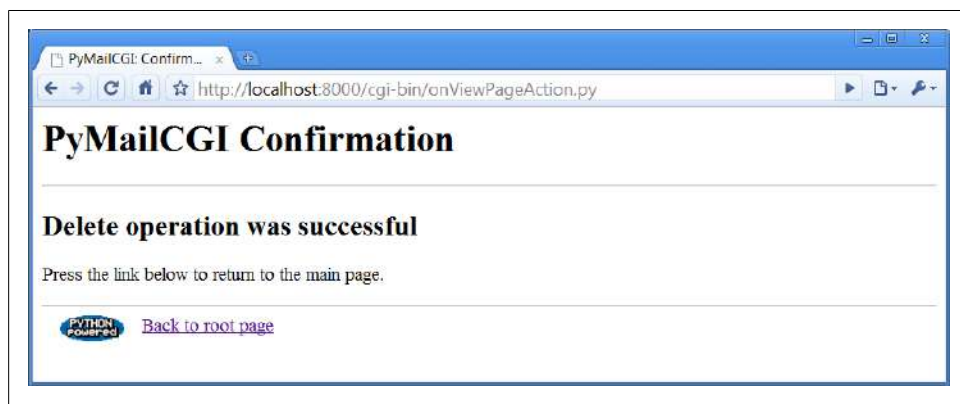 PyMailCGI: Confirm...
http://localhost:8000/cgi-bin/onViewPageAction.py
PyMailCGI Confirmation
Delete operation was successful
Press the link below to return to the main page.
PYTHON
Powered
Back to root page